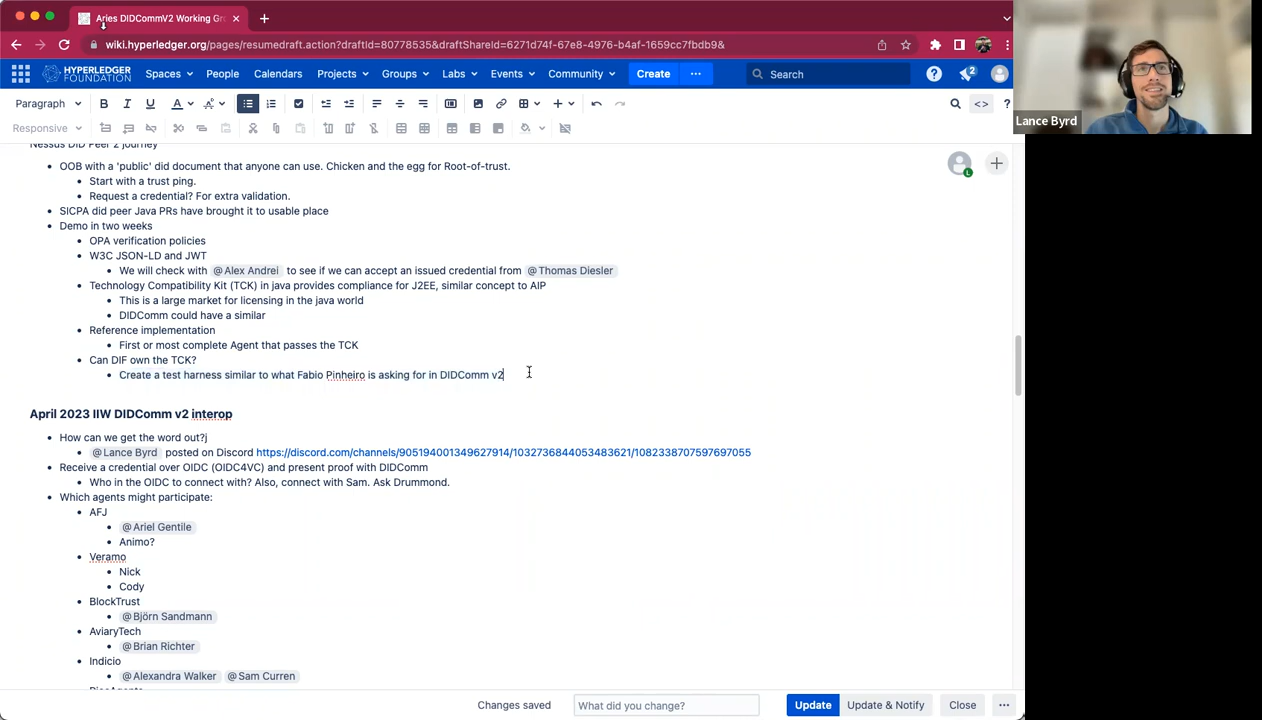 Aries DIDCommV2 Working Gr
wiki.hyperledger.org/pages/resumedraft.action?draftId=80778535&draftShareId=6271d74f-67e8-4976-b4af-1659cc7fbdb9&
HYPERLEDGER FOUNDATION Spaces People Calendars Projects Groups Labs Events Community Create ... Search ? 2
Paragraph B I U A <> ?
Responsive
Nessus DID Peer 2 journey
OOB with a 'public' did document that anyone can use. Chicken and the egg for Root-of-trust.
Start with a trust ping.
Request a credential? For extra validation.
SICPA did peer Java PRs have brought it to usable place
Demo in two weeks
OPA verification policies
W3C JSON-LD and JWT
We will check with @Alex Andrei to see if we can accept an issued credential from @Thomas Diesler
Technology Compatibility Kit (TCK) in java provides compliance for J2EE, similar concept to AIP
This is a large market for licensing in the java world
DIDComm could have a similar
Reference implementation
First or most complete Agent that passes the TCK
Can DIF own the TCK?
Create a test harness similar to what Fabio Pinheiro is asking for in DIDComm v2
April 2023 IIW DIDComm v2 interop
How can we get the word out?j
@Lance Byrd posted on Discord https://discord.com/channels/905194001349627914/1032736844053483621/1082338707597697055
Receive a credential over OIDC (OIDC4VC) and present proof with DIDComm
Who in the OIDC to connect with? Also, connect with Sam. Ask Drummond.
Which agents might participate:
AFJ
@Ariel Gentile
Animo?
Veramo
Nick
Cody
BlockTrust
@Björn Sandmann
AviaryTech
@Brian Richter
Indicio
@Alexandra Walker @Sam Curren
Changes saved What did you change? Update Update & Notify Close ...
Lance Byrd
L